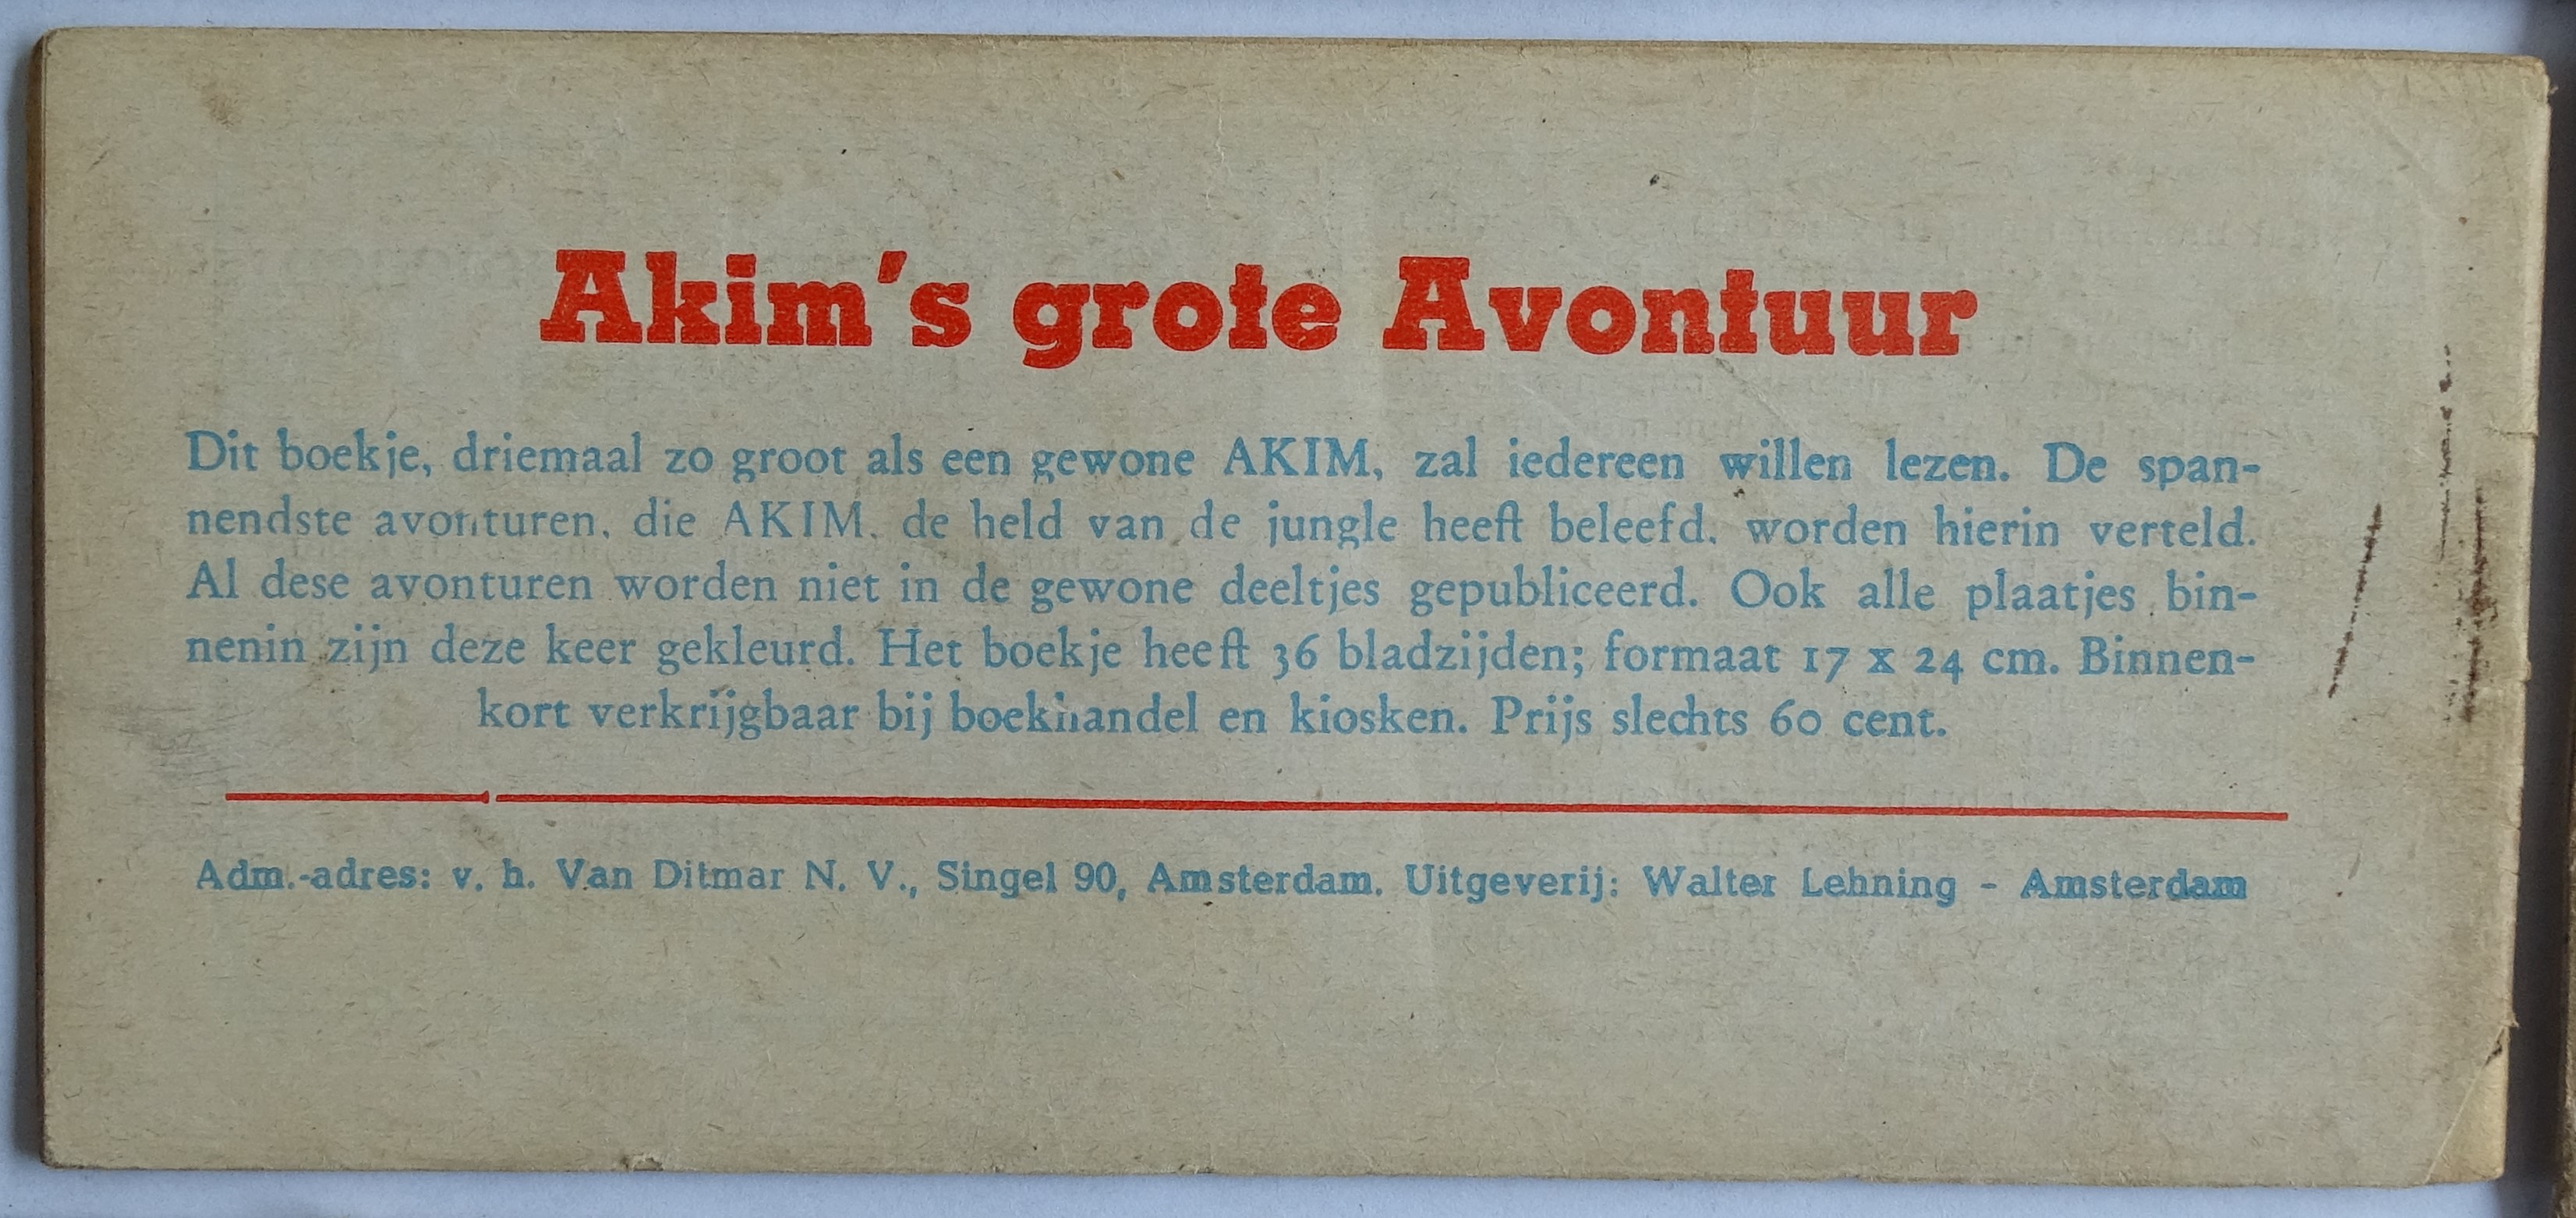 Akim's grote Avontuur
Dit boekje, driemaal zo groot als een gewone AKIM, zal iedereen willen lezen. De span-
nendste avonturen, die AKIM, de held van de jungle heeft beleefd, worden hierin verteld.
Al dese avonturen worden niet in de gewone deeltjes gepubliceerd. Ook alle plaatjes bin-
nenin zijn deze keer gekleurd. Het boekje heeft 36 bladzijden; formaat 17 x 24 cm. Binnen-
kort verkrijgbaar bij boekhandel en kiosken. Prijs slechts 60 cent.
Adm.-adres: v. h. Van Ditmar N. V., Singel 90, Amsterdam. Uitgeverij: Walter Lehning - Amsterdam